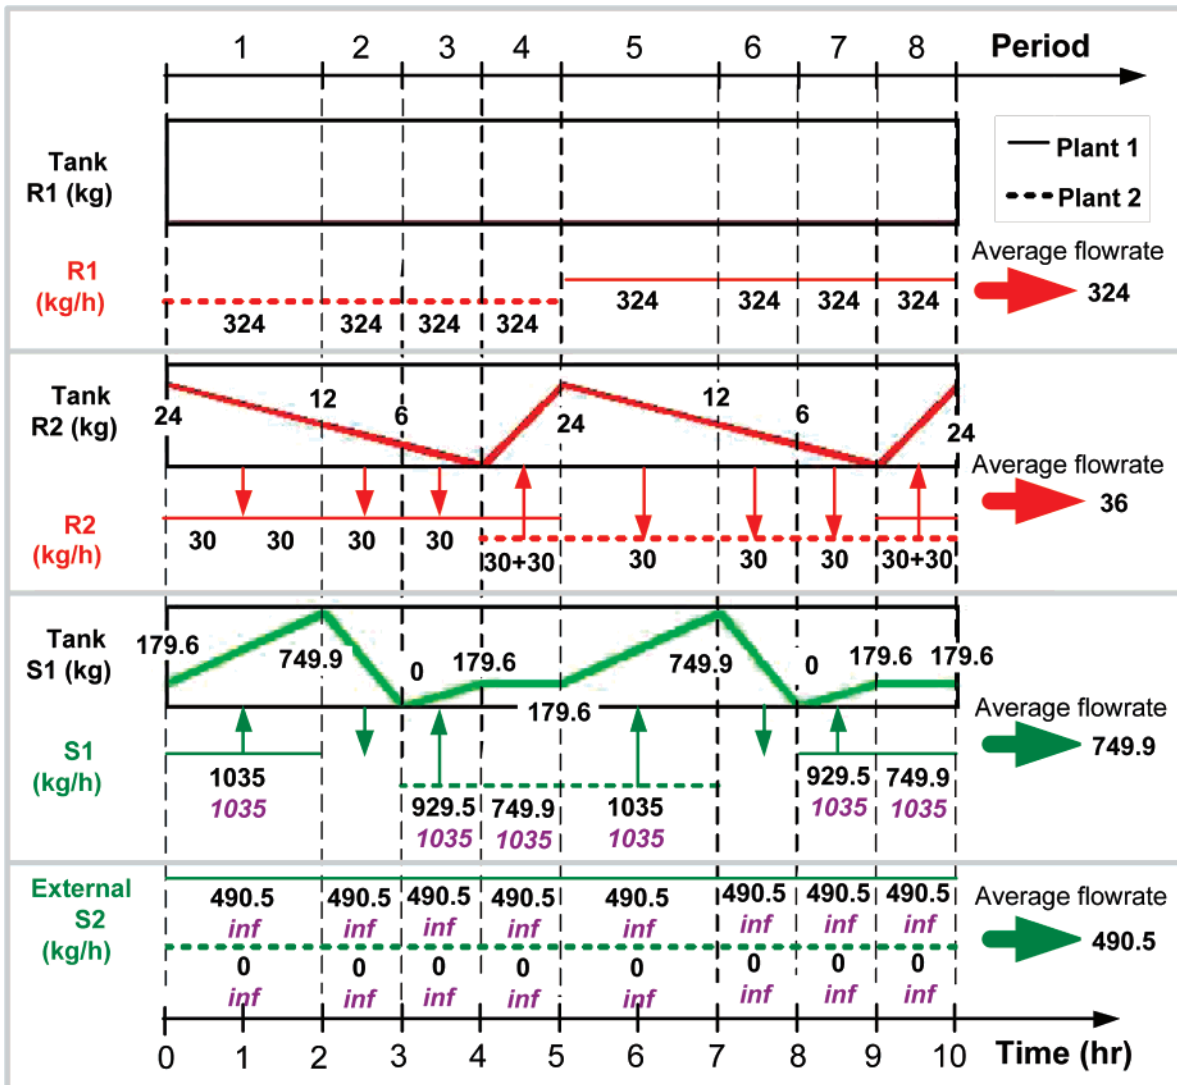 1 2 3 4 5 6 7 8 Period
Tank
R1 (kg)
Plant 1
Plant 2
R1
(kg/h)
324 324 324 324 324 324 324 324
Average flowrate
324
Tank
R2 (kg)
24 12 6 24 12 6 24
R2
(kg/h)
30 30 30 30 30+30 30 30 30 30+30
Average flowrate
36
Tank
S1 (kg)
179.6 749.9 0 179.6 179.6 749.9 0 179.6 179.6
S1
(kg/h)
1035 929.5 749.9 1035 929.5 749.9
1035 1035 1035 1035 1035 1035
Average flowrate
749.9
External
S2
(kg/h)
490.5 490.5 490.5 490.5 490.5 490.5 490.5 490.5
inf inf inf inf inf inf inf inf
0 0 0 0 0 0 0 0
inf inf inf inf inf inf inf inf
Average flowrate
490.5
0 1 2 3 4 5 6 7 8 9 10 Time (hr)